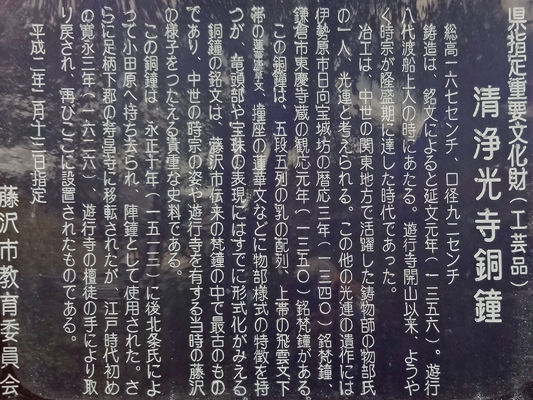 県指定重要文化財(工芸品)
清浄光寺銅鐘
総高一六七センチ、口径九二センチ
鋳造は、銘文によると延文元年(一三五六)。遊行
八代渡船上人の時にあたる。遊行寺開山以来、ようや
く時宗が隆盛期に達した時代であった。
冶工は、中世の関東地方で活躍した鋳物師の物部氏
の一人、光連と考えられる。この他の光連の遺作には
伊勢原市日向宝城坊の暦応三年(一三四〇)銘梵鐘、
鎌倉市東慶寺蔵の観応元年(一三五〇)銘梵鐘がある。
この銅鐘は、五段五列の乳の配列、上帯の飛雲文下
帯の蓮華唐草文、撞座の蓮華文などに物部様式の特徴を持
つが、竜頭部や宝珠の表現にはすでに形式化がみえる。
銅鐘の銘文は、藤沢市伝来の梵鐘の中で最古のもの
であり、中世の時宗の姿や遊行寺を有する当時の藤沢
の様子をつたえる貴重な史料である。
この銅鐘は、永正十年(一五一三)に後北条氏によ
って小田原へ持ち去られ、陣鐘として使用された。さ
らに足柄下郡の寿昌寺に移転されたが、江戸時代初め
の寛永三年(一六二六)、遊行寺の檀徒の手により取
り戻され、再びここに設置されたものである。
平成二年二月十三日指定
藤沢市教育委員会